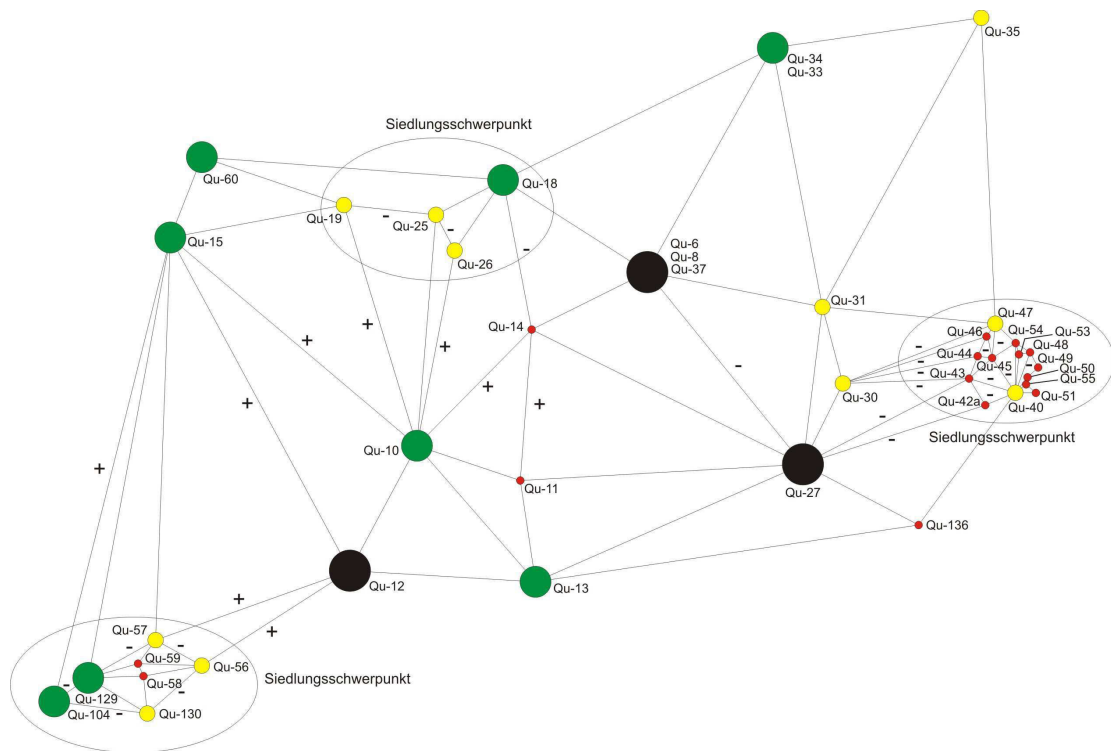 Qu-35
Qu-34
Qu-33
Siedlungsschwerpunkt
Qu-60
Qu-18
Qu-19
-
Qu-25
-
Qu-15
Qu-26
-
Qu-6
Qu-8
Qu-37
Qu-31
Qu-47
Qu-14
+
+
+
Qu-46
Qu-54
Qu-53
-
-
Qu-48
Qu-44
-
Qu-49
-
Qu-45
-
Qu-50
-
Qu-43
-
-
Qu-55
-
+
+
+
Qu-30
-
Qu-42a
-
Qu-40
Qu-51
-
Siedlungsschwerpunkt
Qu-10
+
Qu-11
Qu-27
Qu-136
Qu-12
Qu-13
+
+
Qu-57
-
-
Qu-59
Qu-56
Siedlungsschwerpunkt
-
Qu-58
-
Qu-129
Qu-104
-
Qu-130